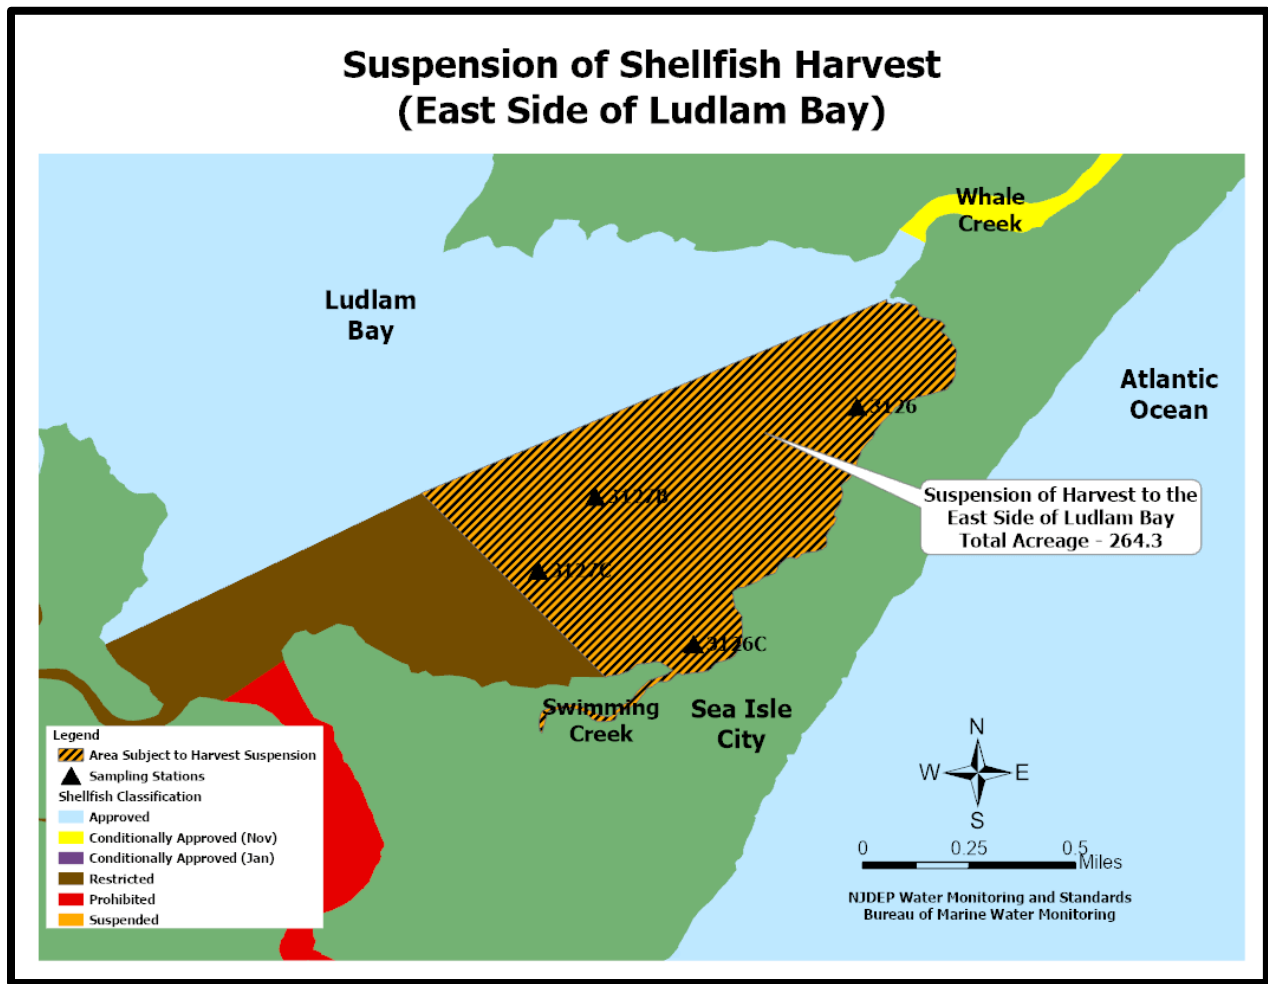 Suspension of Shellfish Harvest
(East Side of Ludlam Bay)
Whale
Creek
Ludlam
Bay
Atlantic
Ocean
3126
Suspension of Harvest to the
East Side of Ludlam Bay
Total Acreage - 264.3
3127B
3127C
3126C
Swimming
Creek
Sea Isle
City
Legend
Area Subject to Harvest Suspension
Sampling Stations
Shellfish Classification
Approved
Conditionally Approved (Nov)
Conditionally Approved (Jan)
Restricted
Prohibited
Suspended
N
W E
S
0 0.25 0.5
Miles
NJDEP Water Monitoring and Standards
Bureau of Marine Water Monitoring